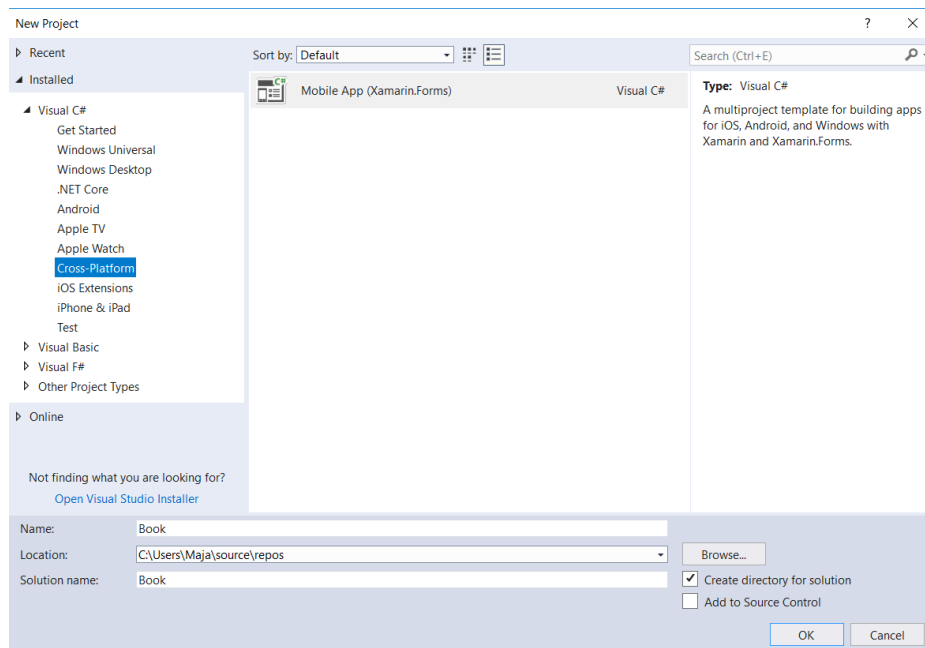 New Project
?
Recent
Sort by: Default
Search (Ctrl+E)
Installed
Visual C#
Get Started
Windows Universal
Windows Desktop
.NET Core
Android
Apple TV
Apple Watch
Cross-Platform
iOS Extensions
iPhone & iPad
Test
Visual Basic
Visual F#
Other Project Types
Online
Not finding what you are looking for?
Open Visual Studio Installer
C#
Mobile App (Xamarin.Forms) Visual C#
Type: Visual C#
A multiproject template for building apps
for iOS, Android, and Windows with
Xamarin and Xamarin.Forms.
Name: Book
Location: C:\Users\Maja\source\repos
Browse...
Solution name: Book
Create directory for solution
Add to Source Control
OK
Cancel